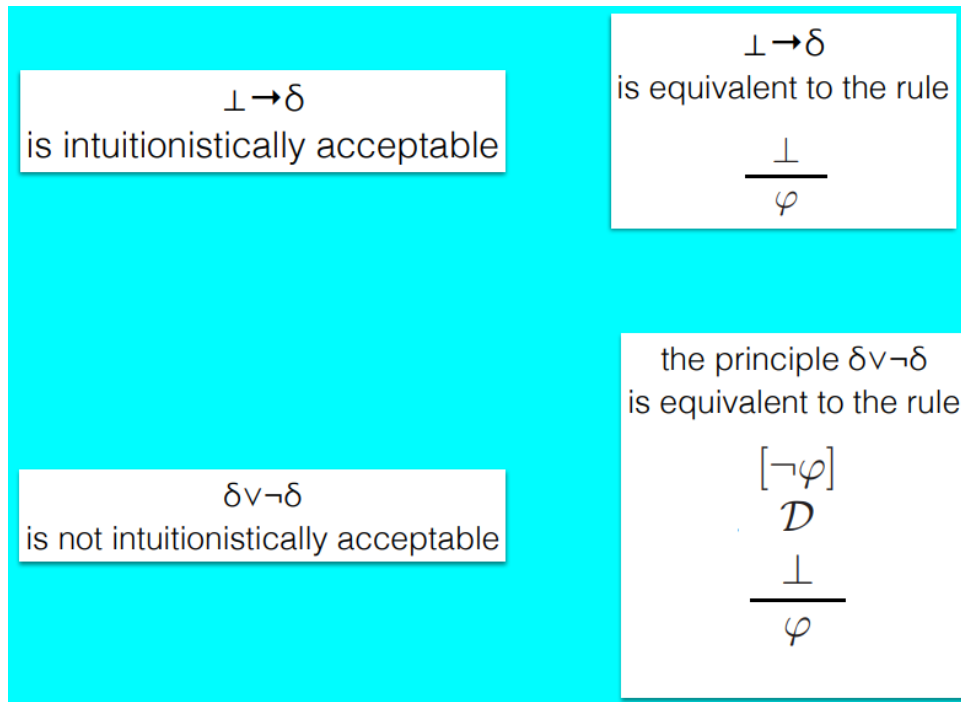 ⊥→δ
is intuitionistically acceptable
⊥→δ
is equivalent to the rule
⊥
φ
δ∨¬δ
is not intuitionistically acceptable
the principle δ∨¬δ
is equivalent to the rule
[¬φ]
𝒟
⊥
φ